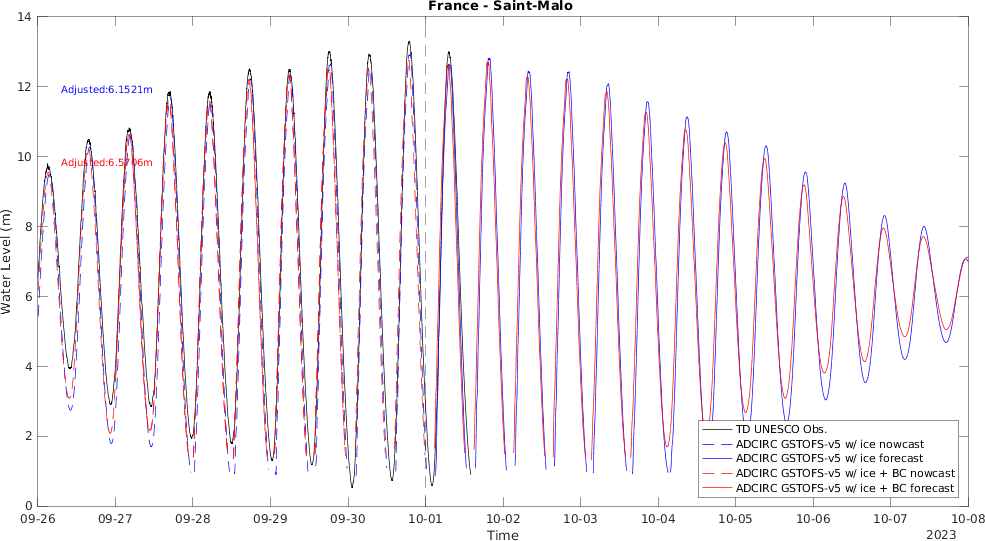 France - Saint-Malo
14
12
10
8
6
4
2
0
Water Level (m)
Adjusted:6.1521m
Adjusted:6.5706m
TD UNESCO Obs.
ADCIRC GSTOFS-v5 w/ ice nowcast
ADCIRC GSTOFS-v5 w/ ice forecast
ADCIRC GSTOFS-v5 w/ ice + BC nowcast
ADCIRC GSTOFS-v5 w/ ice + BC forecast
09-26 09-27 09-28 09-29 09-30 10-01 10-02 10-03 10-04 10-05 10-06 10-07 10-08
Time
2023